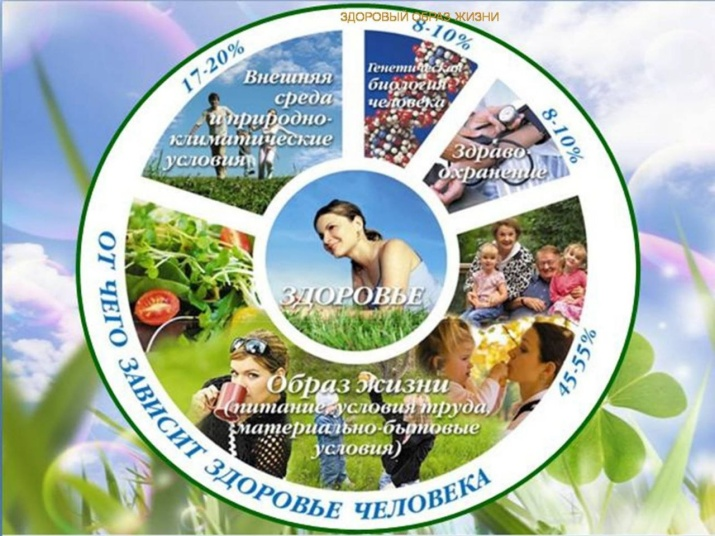 ЗДОРОВЫЙ ОБРАЗ ЖИЗНИ
17-20%
8-10%
Внешняя
среда
и природно-
климатические
условия
Генетическая
биология
человека
8-10%
Здраво-
охранение
ЗДОРОВЬЕ
45-55%
Образ жизни
(питание, условия труда,
материально-бытовые
условия)
ОТ ЧЕГО ЗАВИСИТ ЗДОРОВЬЕ ЧЕЛОВЕКА